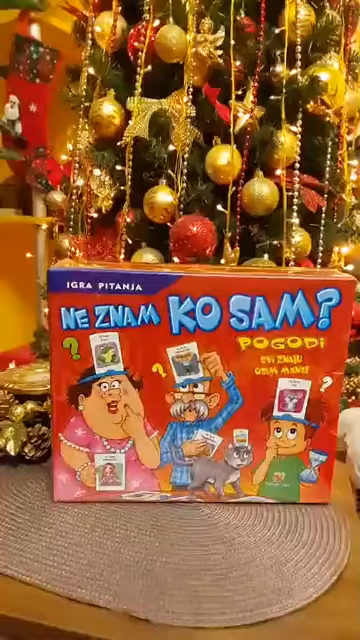 IGRA PITANJA
NE ZNAM KO SAM?
POGODI
SVI ZNAJU
OSIM MENE!